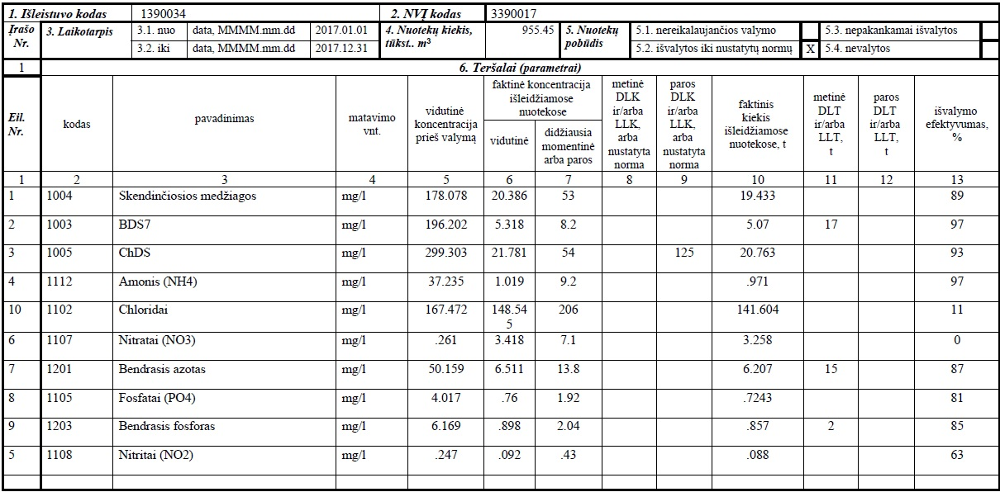 1. Išleistuvo kodas 1390034 2. NVĮ kodas 3390017
Įrašo Nr. 3. Laikotarpis 3.1. nuo data, MMMM.mm.dd 2017.01.01 4. Nuotekų kiekis, tūkst.. m³ 955.45 5. Nuotekų pobūdis 5.1. nereikalaujančios valymo 5.3. nepakankamai išvalytos
3.2. iki data, MMMM.mm.dd 2017.12.31 5.2. išvalytos iki nustatytų normų X 5.4. nevalytos
1 6. Teršalai (parametrai)
Eil. Nr. kodas pavadinimas matavimo vnt. vidutinė koncentracija prieš valymą faktinė koncentracija išleidžiamose nuotekose vidutinė didžiausia momentinė arba paros metinė DLK ir/arba LLK, arba nustatyta norma paros DLK ir/arba LLK, arba nustatyta norma faktinis kiekis išleidžiamose nuotekose, t metinė DLT ir/arba LLT, t paros DLT ir/arba LLT, t išvalymo efektyvumas, %
1 2 3 4 5 6 7 8 9 10 11 12 13
1 1004 Skendinčiosios medžiagos mg/l 178.078 20.386 53 19.433 89
2 1003 BDS7 mg/l 196.202 5.318 8.2 5.07 17 97
3 1005 ChDS mg/l 299.303 21.781 54 125 20.763 93
4 1112 Amonis (NH4) mg/l 37.235 1.019 9.2 .971 97
10 1102 Chloridai mg/l 167.472 148.545 206 141.604 11
6 1107 Nitratai (NO3) mg/l .261 3.418 7.1 3.258 0
7 1201 Bendrasis azotas mg/l 50.159 6.511 13.8 6.207 15 87
8 1105 Fosfatai (PO4) mg/l 4.017 .76 1.92 .7243 81
9 1203 Bendrasis fosforas mg/l 6.169 .898 2.04 .857 2 85
5 1108 Nitritai (NO2) mg/l .247 .092 .43 .088 63